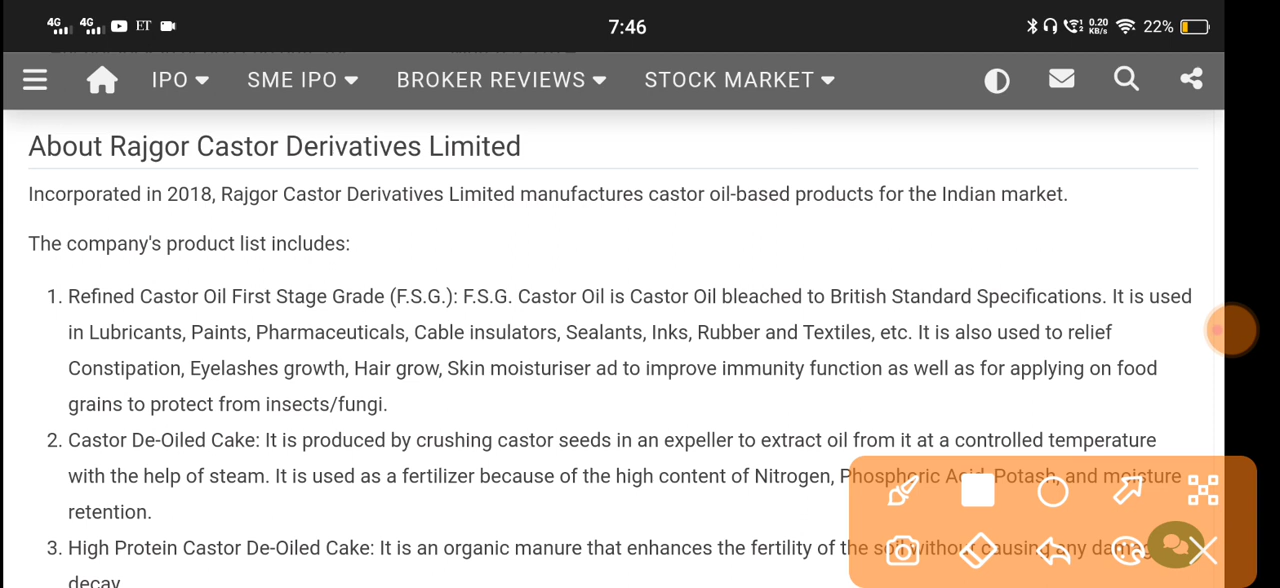 4G 4G ET 7:46 0.20 KB/s 22%
IPO SME IPO BROKER REVIEWS STOCK MARKET
About Rajgor Castor Derivatives Limited
Incorporated in 2018, Rajgor Castor Derivatives Limited manufactures castor oil-based products for the Indian market.
The company's product list includes:
1. Refined Castor Oil First Stage Grade (F.S.G.): F.S.G. Castor Oil is Castor Oil bleached to British Standard Specifications. It is used
in Lubricants, Paints, Pharmaceuticals, Cable insulators, Sealants, Inks, Rubber and Textiles, etc. It is also used to relief
Constipation, Eyelashes growth, Hair grow, Skin moisturiser ad to improve immunity function as well as for applying on food
grains to protect from insects/fungi.
2. Castor De-Oiled Cake: It is produced by crushing castor seeds in an expeller to extract oil from it at a controlled temperature
with the help of steam. It is used as a fertilizer because of the high content of Nitrogen, Phosphoric Acid, Potash, and moisture
retention.
3. High Protein Castor De-Oiled Cake: It is an organic manure that enhances the fertility of the soil without causing any
decay